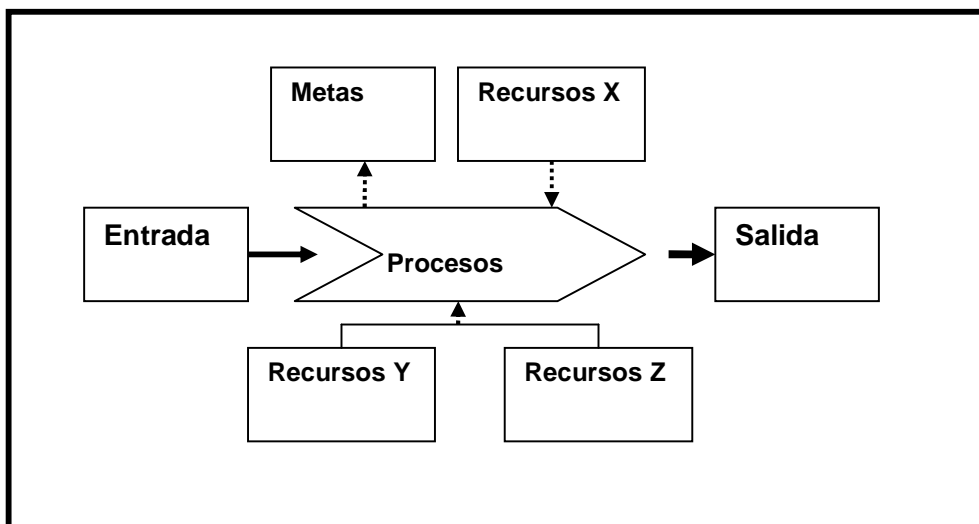 Metas
Recursos X
Entrada
Procesos
Salida
Recursos Y
Recursos Z